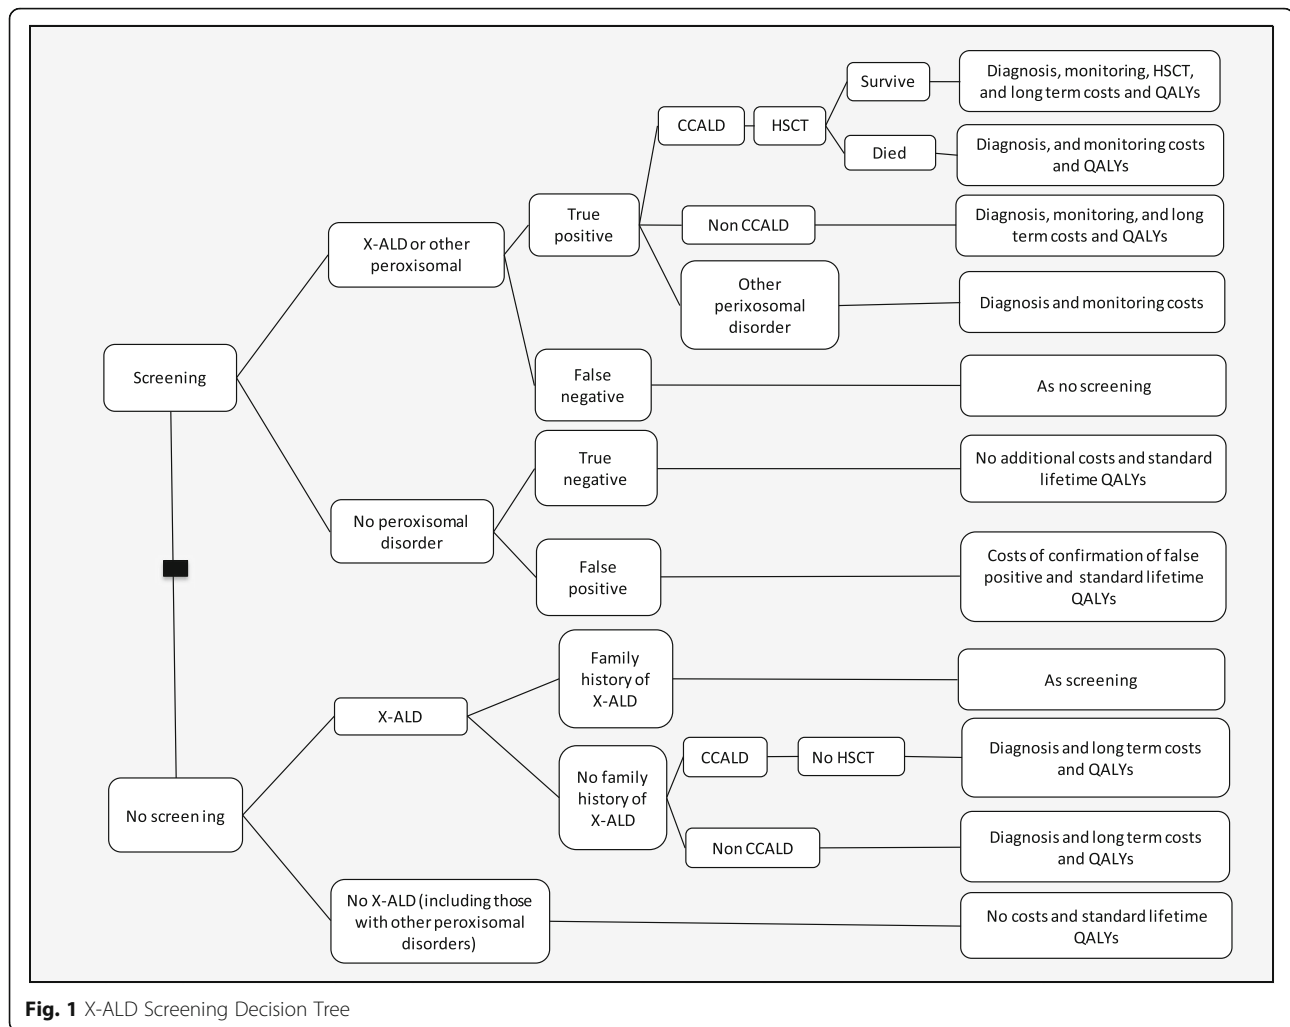 Survive
Diagnosis, monitoring, HSCT,
and long term costs and QALYs
CCALD
HSCT
Died
Diagnosis, and monitoring costs
and QALYs
True
positive
Non CCALD
Diagnosis, monitoring, and long
term costs and QALYs
X-ALD or other
peroxisomal
Other
perixosomal
disorder
Diagnosis and monitoring costs
Screening
False
negative
As no screening
True
negative
No additional costs and standard
lifetime QALYs
No peroxisomal
disorder
False
positive
Costs of confirmation of false
positive and standard lifetime
QALYs
Family
history of
X-ALD
As screening
X-ALD
No family
history of
X-ALD
CCALD
No HSCT
Diagnosis and long term costs
and QALYs
No screening
Non CCALD
Diagnosis and long term costs
and QALYs
No X-ALD (including those
with other peroxisomal
disorders)
No costs and standard lifetime
QALYs
Fig. 1 X-ALD Screening Decision Tree